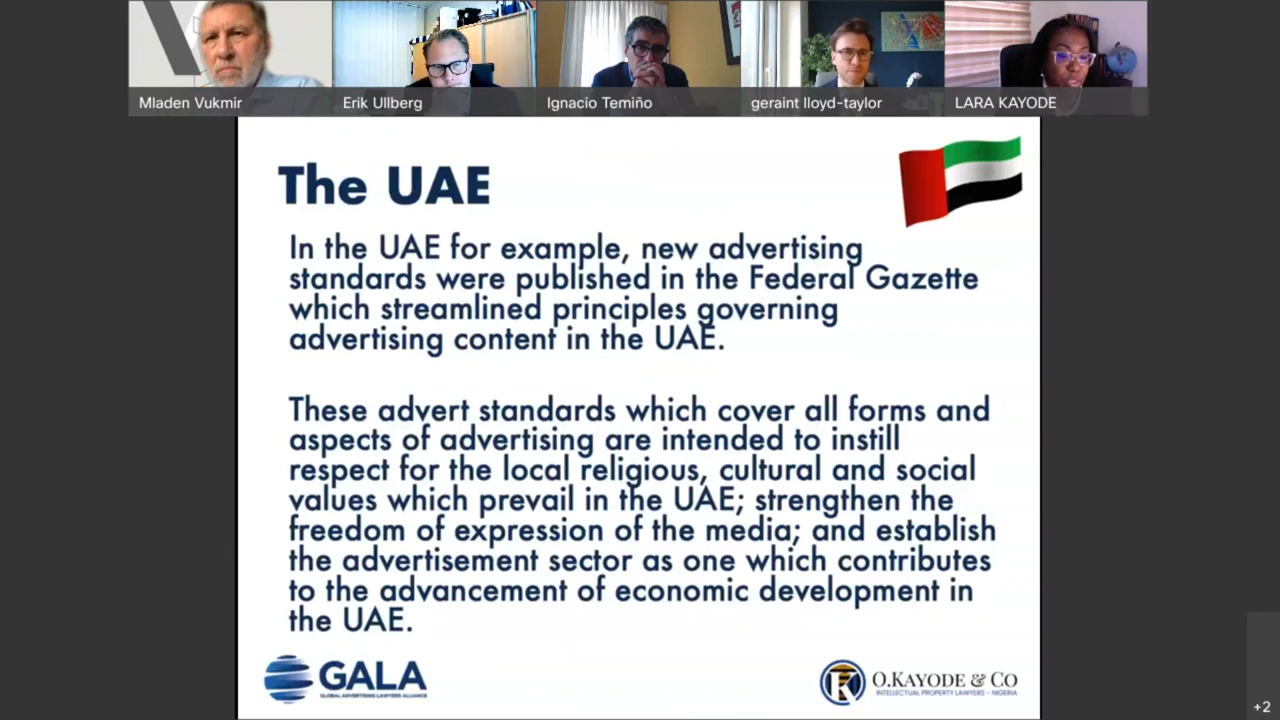 Mladen Vukmir
Erik Ullberg
Ignacio Temiño
geraint lloyd-taylor
LARA KAYODE
The UAE
In the UAE for example, new advertising
standards were published in the Federal Gazette
which streamlined principles governing
advertising content in the UAE.
These advert standards which cover all forms and
aspects of advertising are intended to instill
respect for the local religious, cultural and social
values which prevail in the UAE; strengthen the
freedom of expression of the media; and establish
the advertisement sector as one which contributes
to the advancement of economic development in
the UAE.
GALA
GLOBAL ADVERTISING LAWYERS ALLIANCE
O.KAYODE & CO
INTELLECTUAL PROPERTY LAWYERS - NIGERIA
+2